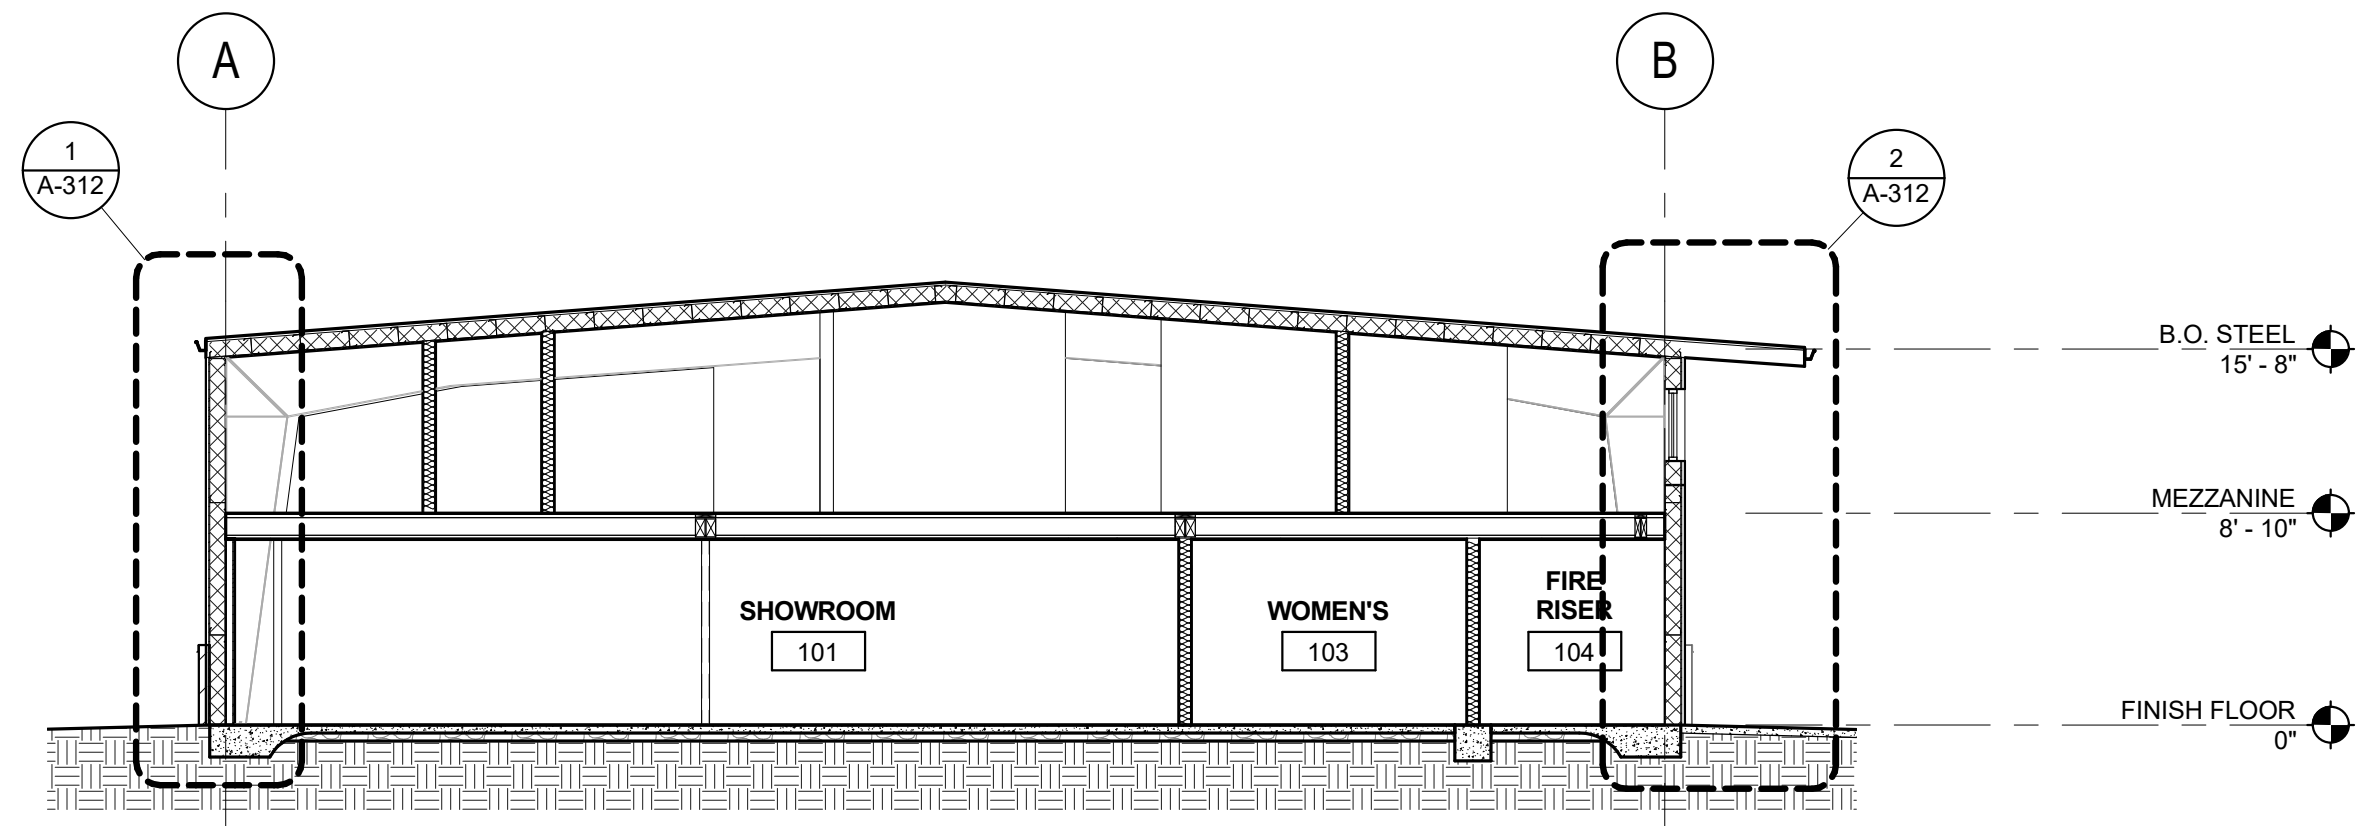 A
B
1
A-312
2
A-312
B.O. STEEL
15' - 8"
MEZZANINE
8' - 10"
FIRE
RISER
SHOWROOM
WOMEN'S
101
103
104
FINISH FLOOR
0"